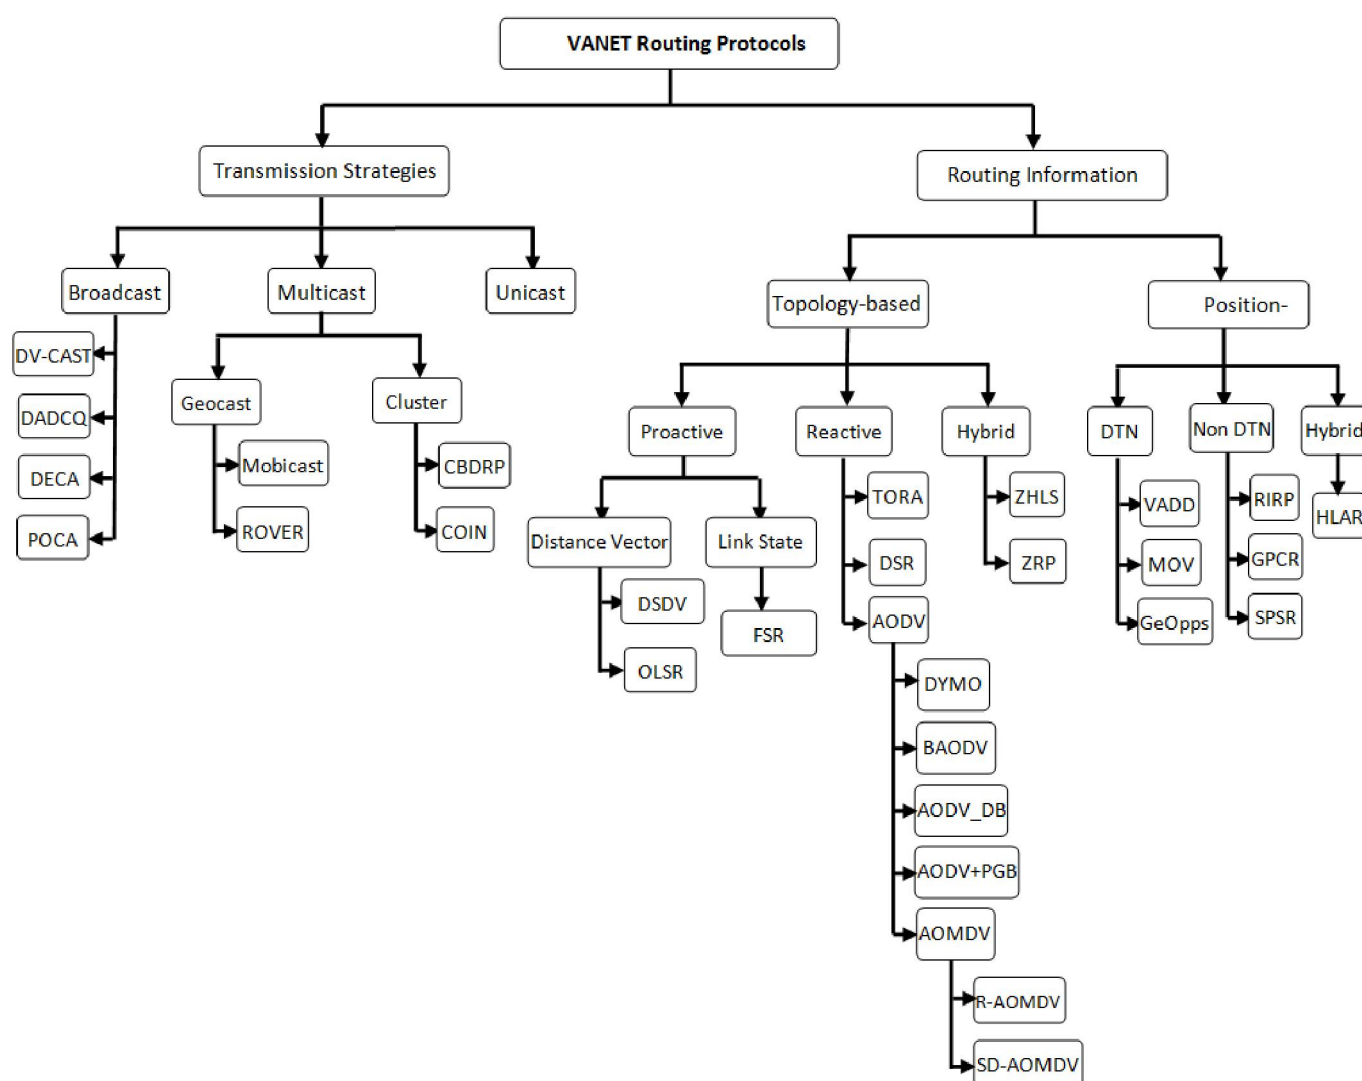 VANET Routing Protocols
Transmission Strategies
Routing Information
Broadcast
Multicast
Unicast
Topology-based
Position-
DV-CAST
DADCQ
DECA
POCA
Geocast
Cluster
Mobicast
ROVER
CBDRP
COIN
Proactive
Reactive
Hybrid
DTN
Non DTN
Hybrid
Distance Vector
Link State
DSDV
OLSR
FSR
TORA
DSR
AODV
ZHLS
ZRP
VADD
MOV
GeOpps
RIRP
GPCR
SPSR
HLAR
DYMO
BAODV
AODV_DB
AODV+PGB
AOMDV
R-AOMDV
SD-AOMDV